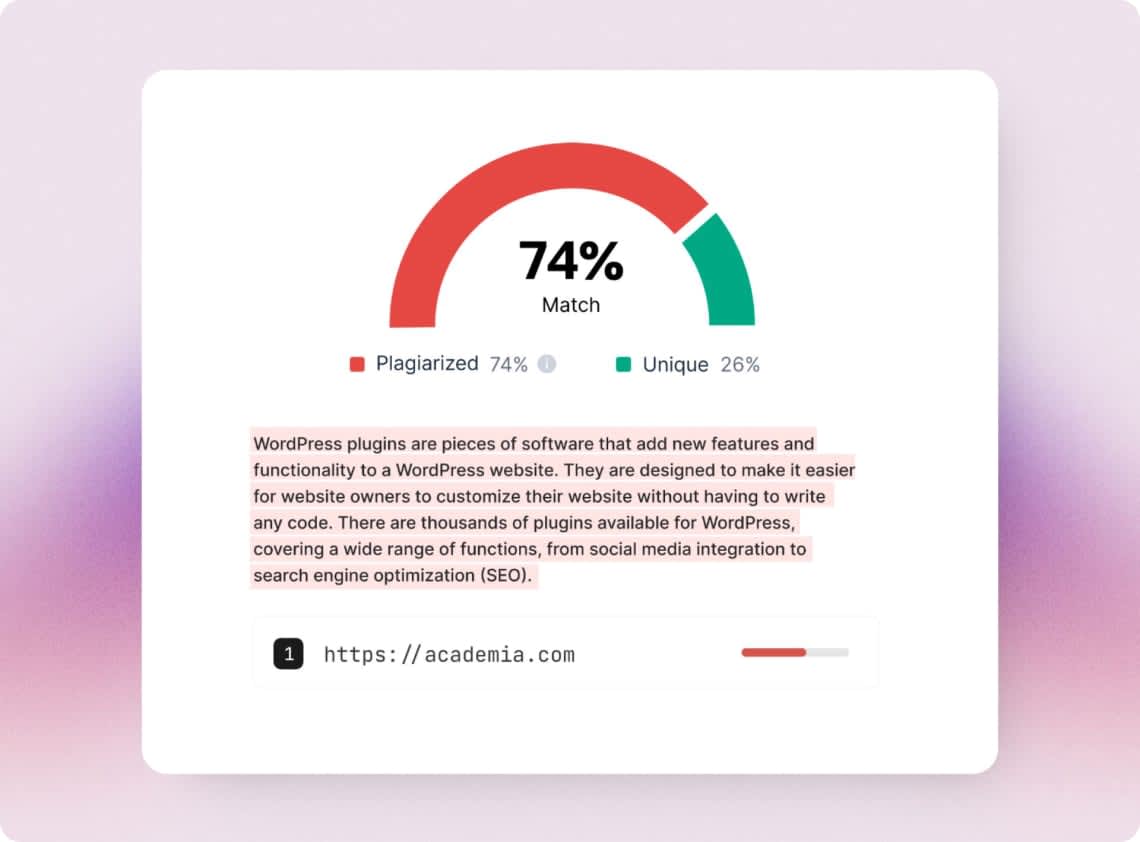 74%
Match
Plagiarized 74% i Unique 26%
WordPress plugins are pieces of software that add new features and
functionality to a WordPress website. They are designed to make it easier
for website owners to customize their website without having to write
any code. There are thousands of plugins available for WordPress,
covering a wide range of functions, from social media integration to
search engine optimization (SEO).
1 https://academia.com